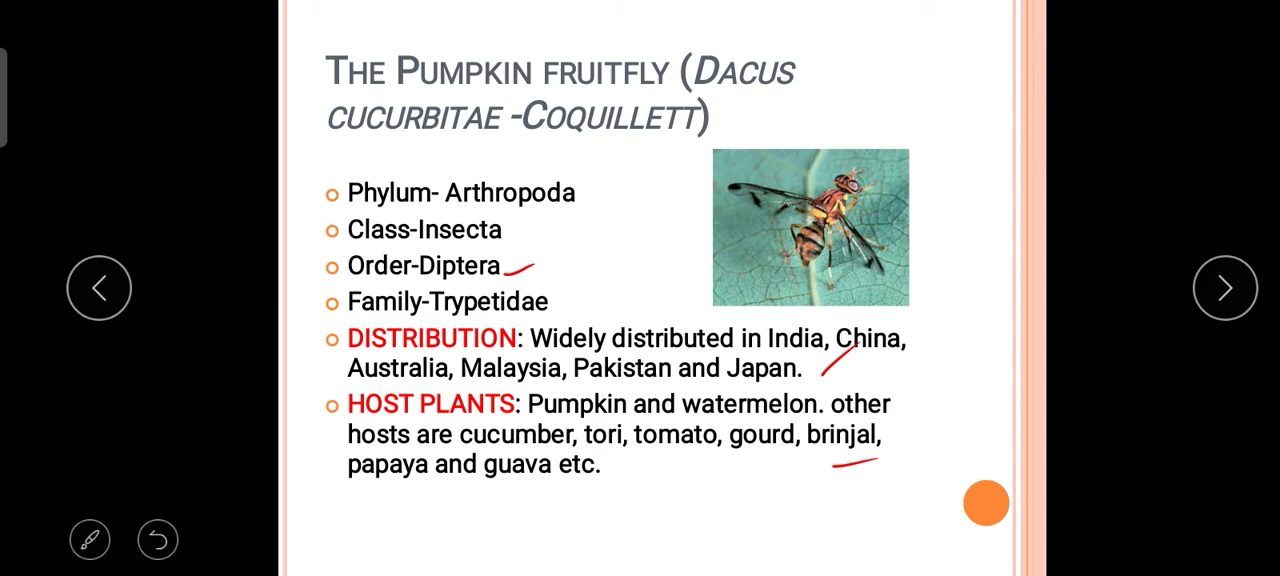 THE PUMPKIN FRUITFLY (DACUS
CUCURBITAE -COQUILLETT)
Phylum- Arthropoda
Class-Insecta
Order-Diptera
Family-Trypetidae
DISTRIBUTION: Widely distributed in India, China,
Australia, Malaysia, Pakistan and Japan.
HOST PLANTS: Pumpkin and watermelon. other
hosts are cucumber, tori, tomato, gourd, brinjal,
papaya and guava etc.